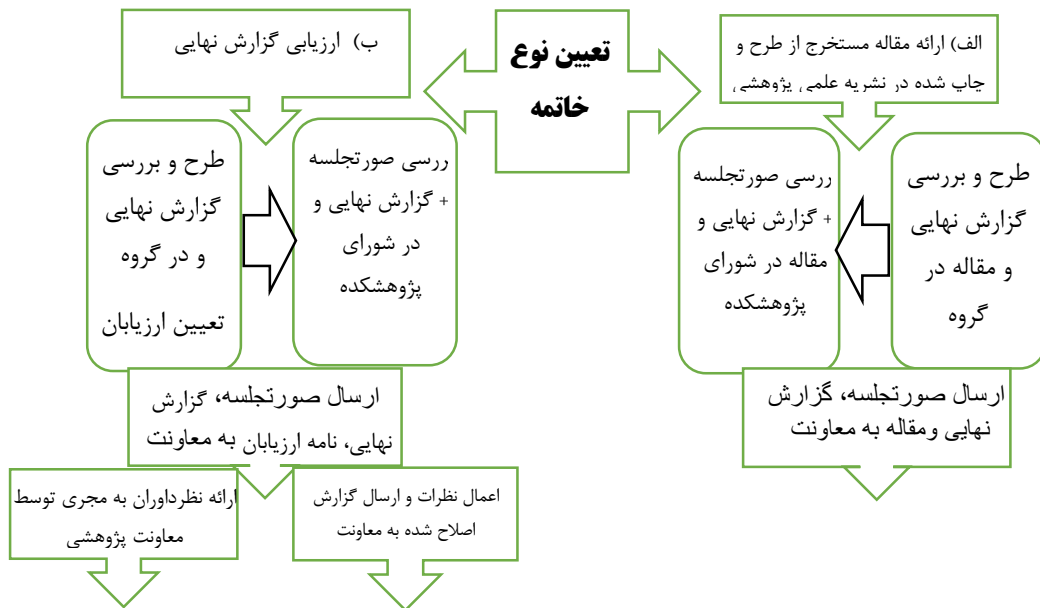 تعیین نوع
خاتمه
الف) ارائه مقاله مستخرج از طرح و
چاپ شده در نشریه علمی پژوهشی
طرح و بررسی
گزارش نهایی
و مقاله در
گروه
ررسی صورتجلسه
+ گزارش نهایی و
مقاله در شورای
پژوهشکده
ارسال صورتجلسه، گزارش
نهایی ومقاله به معاونت
ب) ارزیابی گزارش نهایی
طرح و بررسی
گزارش نهایی
و در گروه
تعیین ارزیابان
ررسی صورتجلسه
+ گزارش نهایی و
در شورای
پژوهشکده
ارسال صورتجلسه، گزارش
نهایی، نامه ارزیابان به معاونت
ارائه نظرداوران به مجری توسط
معاونت پژوهشی
اعمال نظرات و ارسال گزارش
اصلاح شده به معاونت